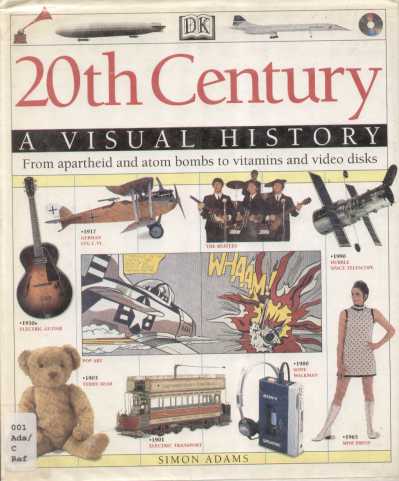 DK
20th Century
A VISUAL HISTORY
From apartheid and atom bombs to vitamins and video disks
•1917
GERMAN
LVG C.VI
THE BEATLES
•1990
HUBBLE
SPACE TELESCOPE
•1930s
ELECTRIC GUITAR
WHAAM!
POP ART
•1903
TEDDY BEAR
•1901
ELECTRIC TRANSPORT
•1980
SONY
WALKMAN
SONY
•1965
MINI DRESS
001
Ada/
C
Ref
SIMON ADAMS